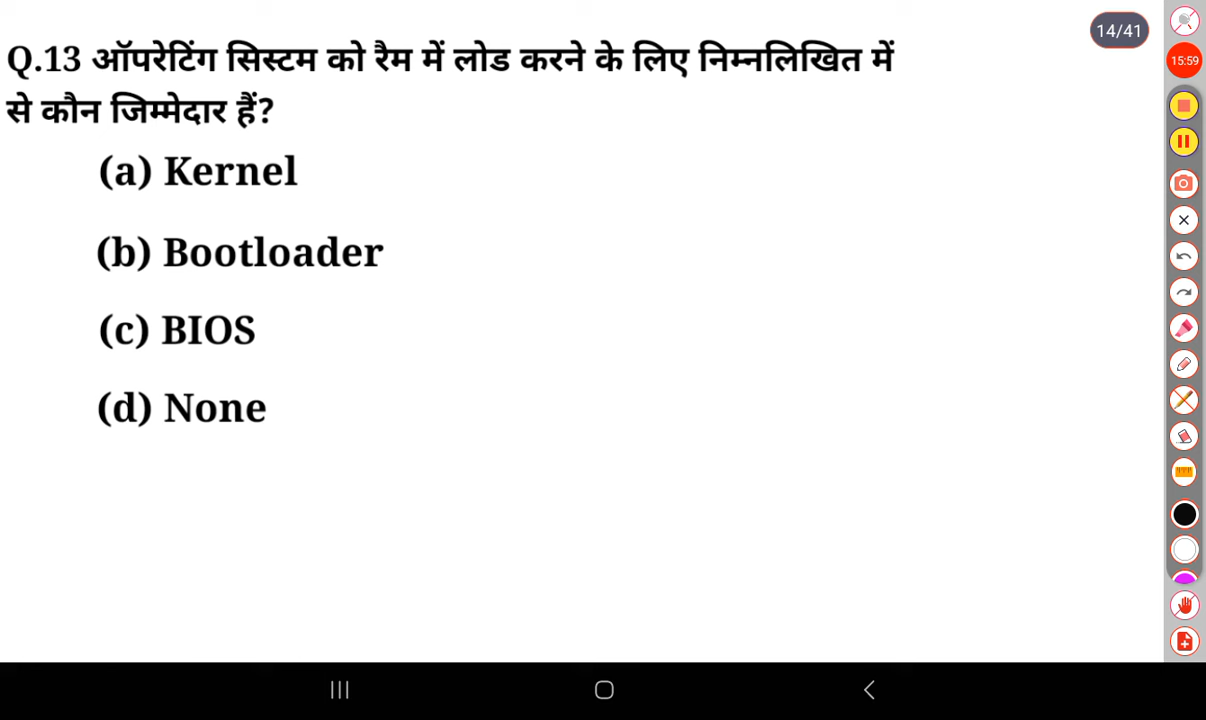 14/41
15:59
Q.13 ऑपरेटिंग सिस्टम को रैम में लोड करने के लिए निम्नलिखित में
से कौन जिम्मेदार हैं?
(a) Kernel
(b) Bootloader
(c) BIOS
(d) None